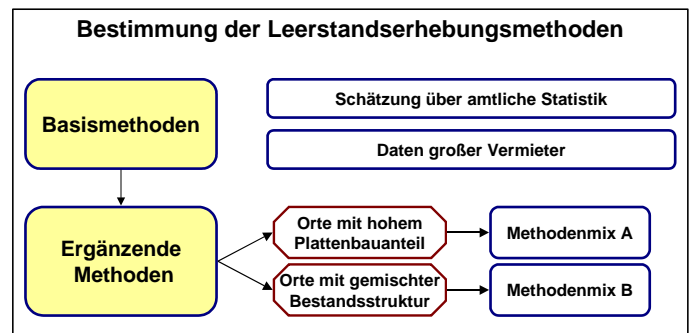 Bestimmung der Leerstandserhebungsmethoden
Basismethoden
Schätzung über amtliche Statistik
Daten großer Vermieter
Ergänzende
Methoden
Orte mit hohem
Plattenbauanteil
Methodenmix A
Orte mit gemischter
Bestandsstruktur
Methodenmix B